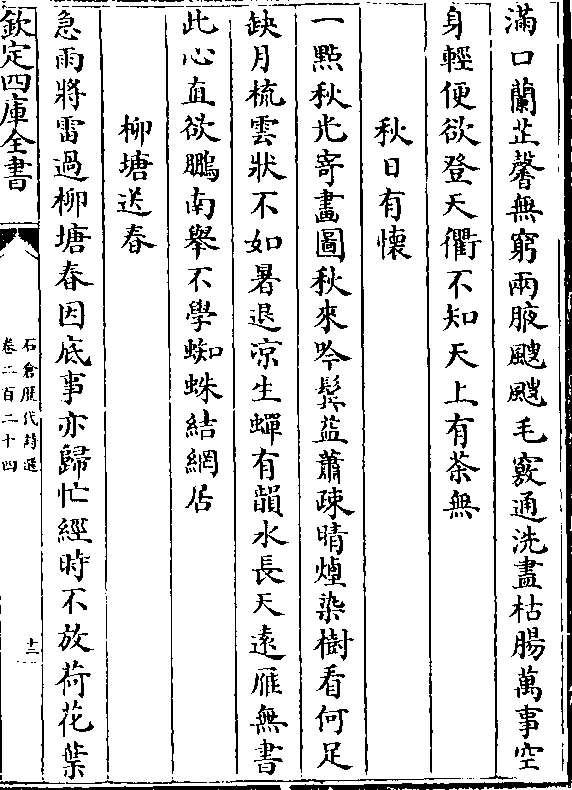 滿口蘭芷馨無窮兩腋颼颼毛竅通洗盡枯腸萬事空
身輕便欲登天衢不知天上有茶無
秋日有懷
一點秋光寄畫圖秋來吟鬂益蕭疎晴㷟染樹看何足
缺月梳雲狀不如暑退凉生蟬有韻水長天遠雁無書
此心直欲鵬南舉不學蜘蛛結網居
柳塘送春
急雨將雷過柳塘春因底事亦歸忙經時不放荷花葉
欽定四庫全書
石倉歷代詩選
卷二百二十四
十二